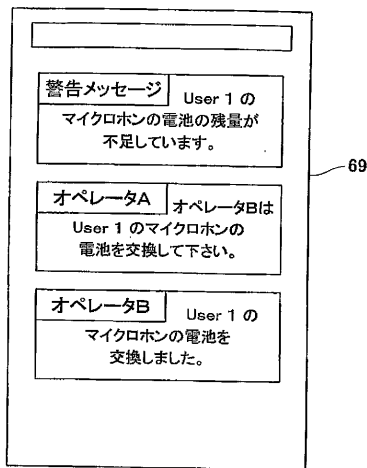 警告メッセージ User 1 の
マイクロホンの電池の残量が
不足しています。
オペレータA オペレータBは
User 1 のマイクロホンの
電池を交換して下さい。
オペレータB User 1 の
マイクロホンの電池を
交換しました。
69